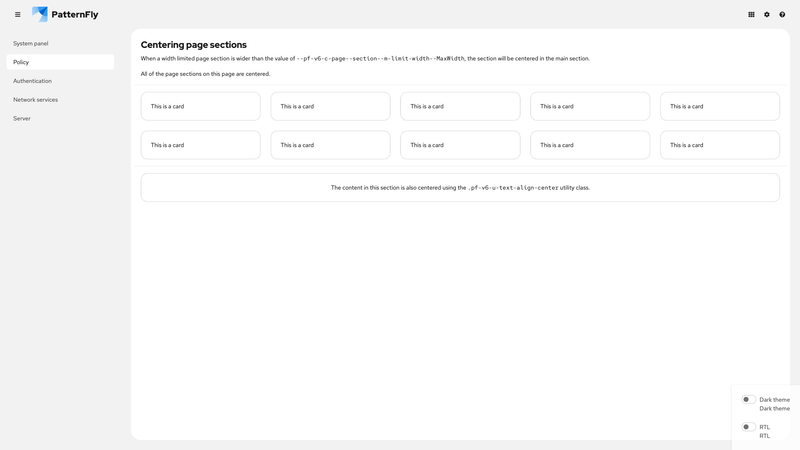 PatternFly
System panel
Policy
Authentication
Network services
Server
Centering page sections
When a width limited page section is wider than the value of --pf-v6-c-page--section--m-limit-width--MaxWidth, the section will be centered in the main section.
All of the page sections on this page are centered.
This is a card
This is a card
This is a card
This is a card
This is a card
This is a card
This is a card
This is a card
This is a card
This is a card
The content in this section is also centered using the .pf-v6-u-text-align-center utility class.
Dark theme
Dark theme
RTL
RTL